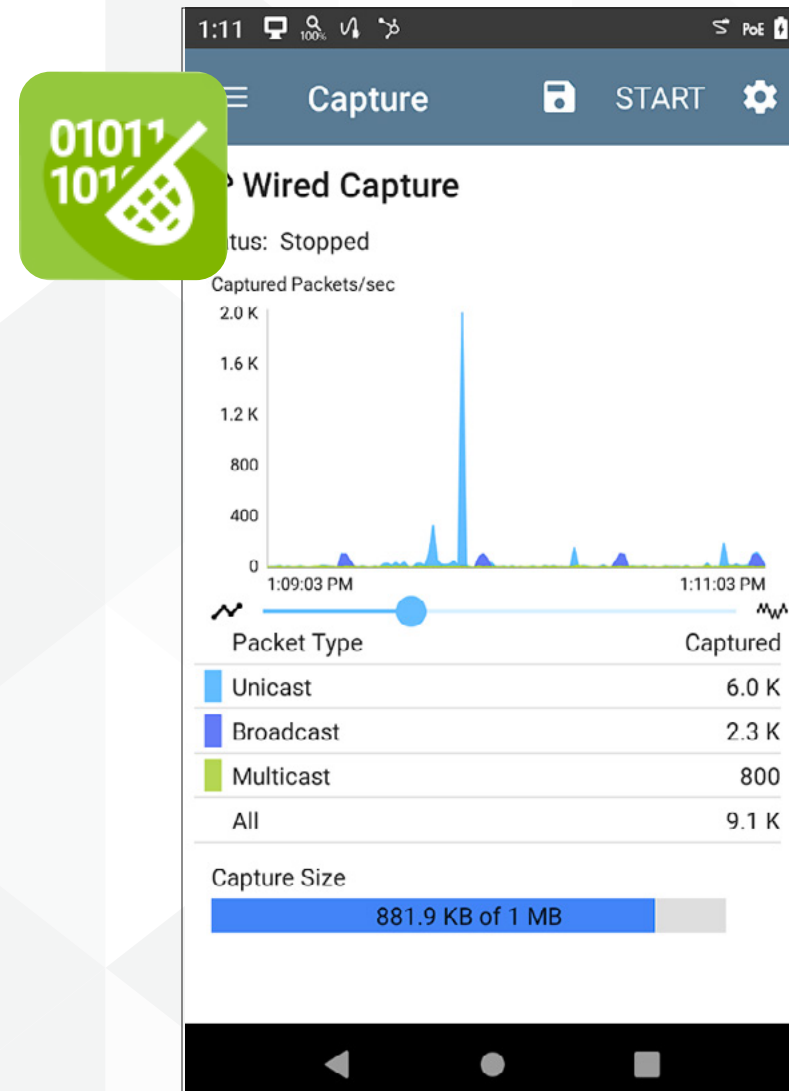 1:11 100% PoE
01011
101
Capture START
Wired Capture
tus: Stopped
Captured Packets/sec
2.0 K
1.6 K
1.2 K
800
400
0
1:09:03 PM 1:11:03 PM
Packet Type Captured
Unicast 6.0 K
Broadcast 2.3 K
Multicast 800
All 9.1 K
Capture Size
881.9 KB of 1 MB